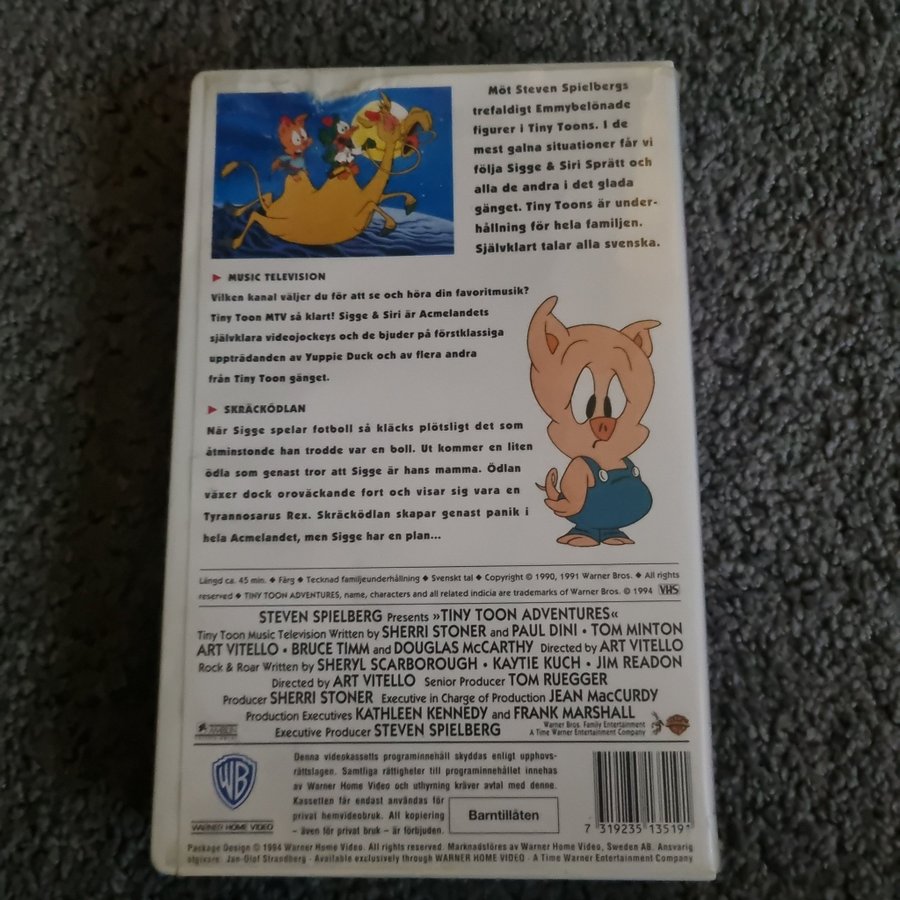 Möt Steven Spielbergs
trefaldigt Emmybelönade
figurer i Tiny Toons. I de
mest galna situationer får vi
följa Sigge & Siri Sprätt och
alla de andra i det glada
gänget. Tiny Toons är under-
hållning för hela familjen.
Självklart talar alla svenska.
MUSIC TELEVISION
Vilken kanal väljer du för att se och höra din favoritmusik?
Tiny Toon MTV så klart! Sigge & Siri är Acmelandets
självklara videojockeys och de bjuder på förstklassiga
uppträdanden av Yuppie Duck och av flera andra
från Tiny Toon gänget.
SKRÄCKÖDLAN
När Sigge spelar fotboll så kläcks plötsligt det som
åtminstonde han trodde var en boll. Ut kommer en liten
ödla som genast tror att Sigge är hans mamma. Ödlan
växer dock oroväckande fort och visar sig vara en
Tyrannosarus Rex. Skräcködlan skapar genast panik i
hela Acmelandet, men Sigge har en plan...
Längd ca. 45 min. ◆ Färg ◆ Tecknad familjeunderhållning ◆ Svenskt tal ◆ Copyright © 1990, 1991 Warner Bros. ◆ All rights
reserved ◆ TINY TOON ADVENTURES, name, characters and all related indicia are trademarks of Warner Bros. © 1994 VHS
STEVEN SPIELBERG Presents »TINY TOON ADVENTURES«
Tiny Toon Music Television Written by SHERRI STONER and PAUL DINI • TOM MINTON
ART VITELLO • BRUCE TIMM and DOUGLAS McCARTHY Directed by ART VITELLO
Rock & Roar Written by SHERYL SCARBOROUGH • KAYTIE KUCH • JIM READON
Directed by ART VITELLO Senior Producer TOM RUEGGER
Producer SHERRI STONER Executive in Charge of Production JEAN MacCURDY
Production Executives KATHLEEN KENNEDY and FRANK MARSHALL
Executive Producer STEVEN SPIELBERG
AMBLIN
Warner Bros. Family Entertainment
A Time Warner Entertainment Company
WB
WARNER HOME VIDEO
Denna videokassetts programinnehåll skyddas enligt upphovs-
rättslagen. Samtliga rättigheter till programinnehållet innehas
av Warner Home Video och uthyrning kräver avtal med denne.
Kassetten får endast användas för
privat hemvideobruk. All kopiering
– även för privat bruk – är förbjuden.
Barntillåten
7 319235 13519
Package Design © 1994 Warner Home Video. All rights reserved. Marknadsförs av Warner Home Video, Sweden AB. Ansvarig
utgivare: Jan-Olof Strandberg · Available exclusively through WARNER HOME VIDEO · A Time Warner Entertainment Company